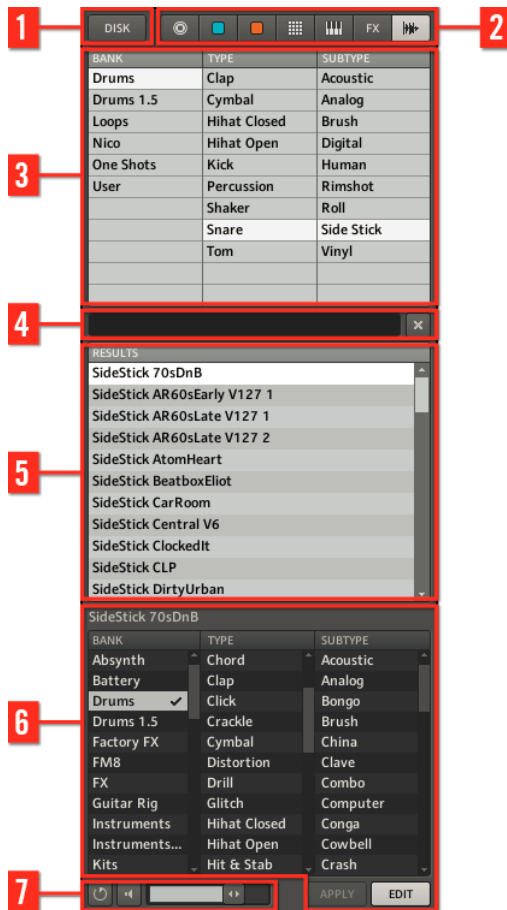 1 DISK FX 2
BANK TYPE SUBTYPE
Drums Clap Acoustic
Drums 1.5 Cymbal Analog
Loops Hihat Closed Brush
Nico Hihat Open Digital
One Shots Kick Human
3
User Percussion Rimshot
Shaker Roll
Snare Side Stick
Tom Vinyl
4
RESULTS
SideStick 70sDnB
SideStick AR60sEarly V127 1
SideStick AR60sLate V127 1
SideStick AR60sLate V127 2
SideStick AtomHeart
5
SideStick BeatboxEliot
SideStick CarRoom
SideStick Central V6
SideStick ClockedIt
SideStick CLP
SideStick DirtyUrban
SideStick 70sDnB
BANK TYPE SUBTYPE
Absynth Chord Acoustic
Battery Clap Analog
Drums Click Bongo
6
Drums 1.5 Crackle Brush
Factory FX Cymbal China
FM8 Distortion Clave
FX Drill Combo
Guitar Rig Glitch Computer
Instruments Hihat Closed Conga
Instruments... Hihat Open Cowbell
Kits Hit & Stab Crash
7 APPLY EDIT